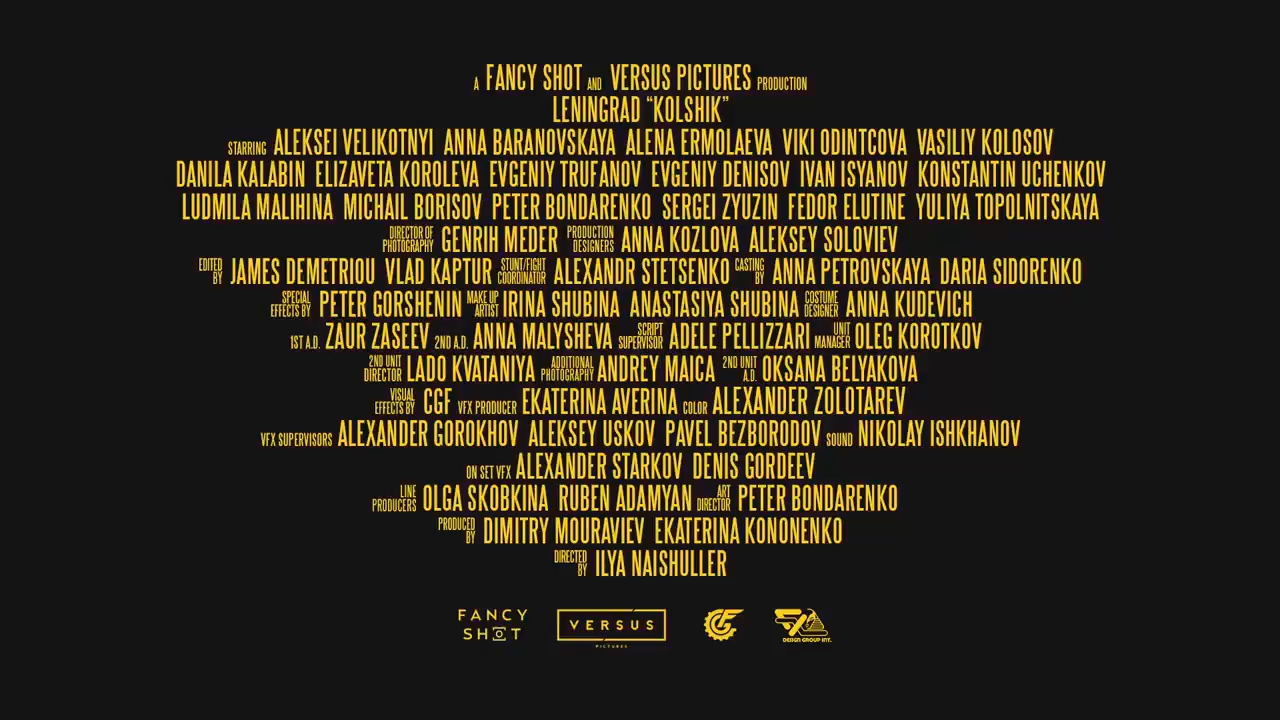 A FANCY SHOT AND VERSUS PICTURES PRODUCTION
LENINGRAD “KOLSHIK”
STARRING ALEKSEI VELIKOTNYI ANNA BARANOVSKAYA ALENA ERMOLAEVA VIKI ODINTCOVA VASILIY KOLOSOV
DANILA KALABIN ELIZAVETA KOROLEVA EVGENIY TRUFANOV EVGENIY DENISOV IVAN ISYANOV KONSTANTIN UCHENKOV
LUDMILA MALIHINA MICHAIL BORISOV PETER BONDARENKO SERGEI ZYUZIN FEDOR ELUTINE YULIYA TOPOLNITSKAYA
DIRECTOR OF PHOTOGRAPHY GENRIH MEDER PRODUCTION DESIGNERS ANNA KOZLOVA ALEKSEY SOLOVIEV
EDITED BY JAMES DEMETRIOU VLAD KAPTUR STUNT/FIGHT COORDINATOR ALEXANDR STETSENKO CASTING BY ANNA PETROVSKAYA DARIA SIDORENKO
SPECIAL EFFECTS BY PETER GORSHENIN MAKE UP ARTIST IRINA SHUBINA ANASTASIYA SHUBINA COSTUME DESIGNER ANNA KUDEVICH
1ST A.D. ZAUR ZASEEV 2ND A.D. ANNA MALYSHEVA SCRIPT SUPERVISOR ADELE PELLIZZARI UNIT MANAGER OLEG KOROTKOV
2ND UNIT DIRECTOR LADO KVATANIYA ADDITIONAL PHOTOGRAPHY ANDREY MAICA 2ND UNIT A.D. OKSANA BELYAKOVA
VISUAL EFFECTS BY CGF VFX PRODUCER EKATERINA AVERINA COLOR ALEXANDER ZOLOTAREV
VFX SUPERVISORS ALEXANDER GOROKHOV ALEKSEY USKOV PAVEL BEZBORODOV SOUND NIKOLAY ISHKHANOV
ON SET VFX ALEXANDER STARKOV DENIS GORDEEV
LINE PRODUCERS OLGA SKOBKINA RUBEN ADAMYAN ART DIRECTOR PETER BONDARENKO
PRODUCED BY DIMITRY MOURAVIEV EKATERINA KONONENKO
DIRECTED BY ILYA NAISHULLER
FANCY SHOT
VERSUS PICTURES
CGF
FXA DESIGN GROUP INT.